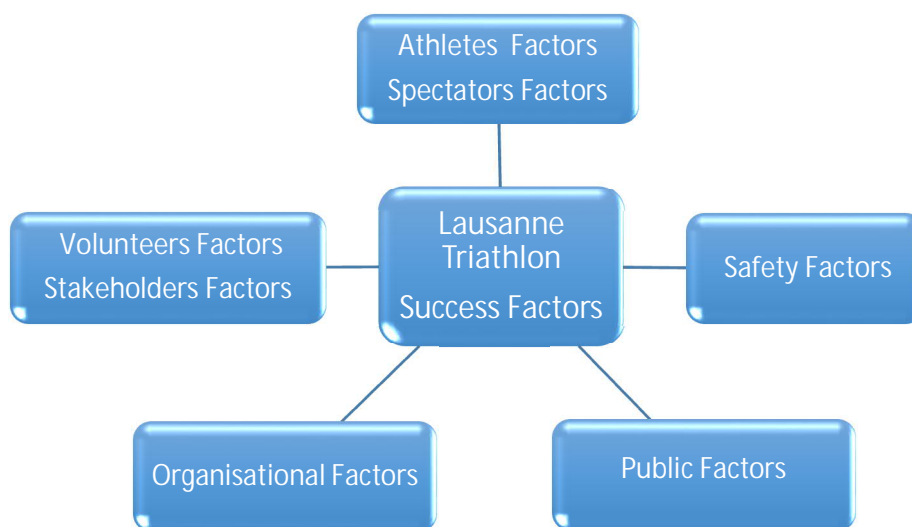 Athletes Factors
Spectators Factors
Lausanne
Triathlon
Success Factors
Volunteers Factors
Stakeholders Factors
Safety Factors
Organisational Factors
Public Factors